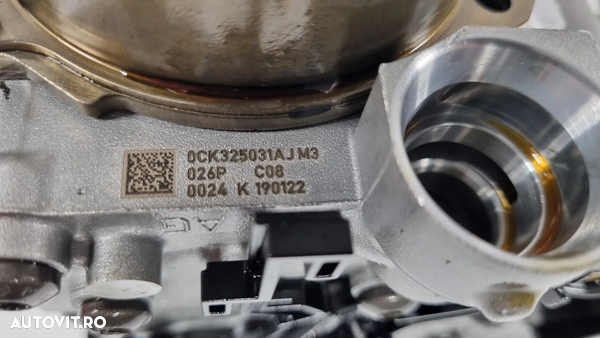 0CK325031AJ M3
026P C08
0024 K 190122
AUTOVIT.RO